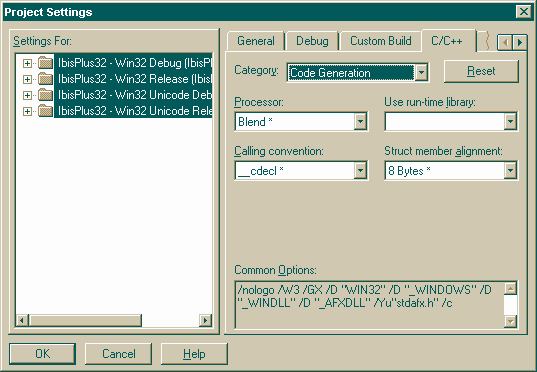 Project Settings
Settings For:
IbisPlus32 - Win32 Debug (IbisPl
IbisPlus32 - Win32 Release (Ibis
IbisPlus32 - Win32 Unicode Deb
IbisPlus32 - Win32 Unicode Rele
General Debug Custom Build C/C++
Category: Code Generation Reset
Processor: Use run-time library:
Blend *
Calling convention: Struct member alignment:
__cdecl * 8 Bytes *
Common Options:
/nologo /W3 /GX /D "WIN32" /D "_WINDOWS" /D
"_WINDLL" /D "_AFXDLL" /Yu"stdafx.h" /c
OK Cancel Help